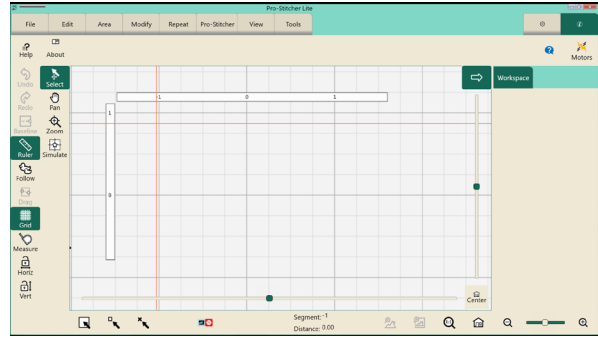 Pro-Stitcher Lite
File Edit Area Modify Repeat Pro-Stitcher View Tools
Help About Motors
Undo Select
Redo Pan
Baseline Zoom
Ruler Simulate
Follow
Drag
Grid
Measure
Horiz
Vert
-1 0 1
1
0
Workspace
Center
Segment: -1
Distance: 0.00